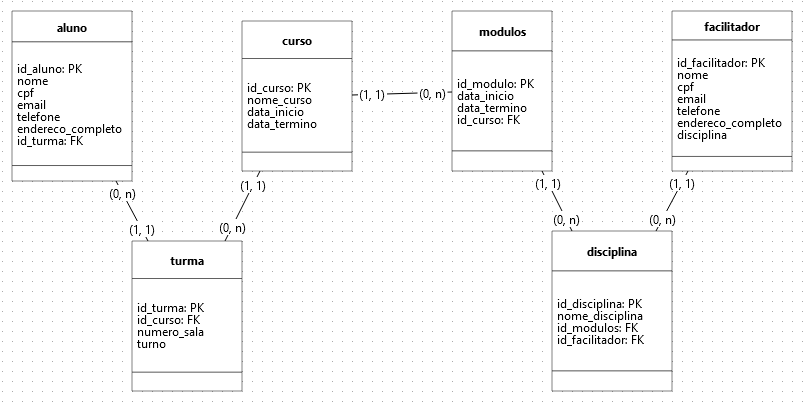 aluno
id_aluno: PK
nome
cpf
email
telefone
endereco_completo
id_turma: FK
curso
id_curso: PK
nome_curso
data_inicio
data_termino
modulos
id_modulo: PK
data_inicio
data_termino
id_curso: FK
facilitador
id_facilitador: PK
nome
cpf
email
telefone
endereco_completo
disciplina
(1, 1)
(0, n)
(0, n)
(1, 1)
(1, 1)
(0, n)
(1, 1)
(0, n)
(1, 1)
(0, n)
turma
id_turma: PK
id_curso: FK
numero_sala
turno
disciplina
id_disciplina: PK
nome_disciplina
id_modulos: FK
id_facilitador: FK